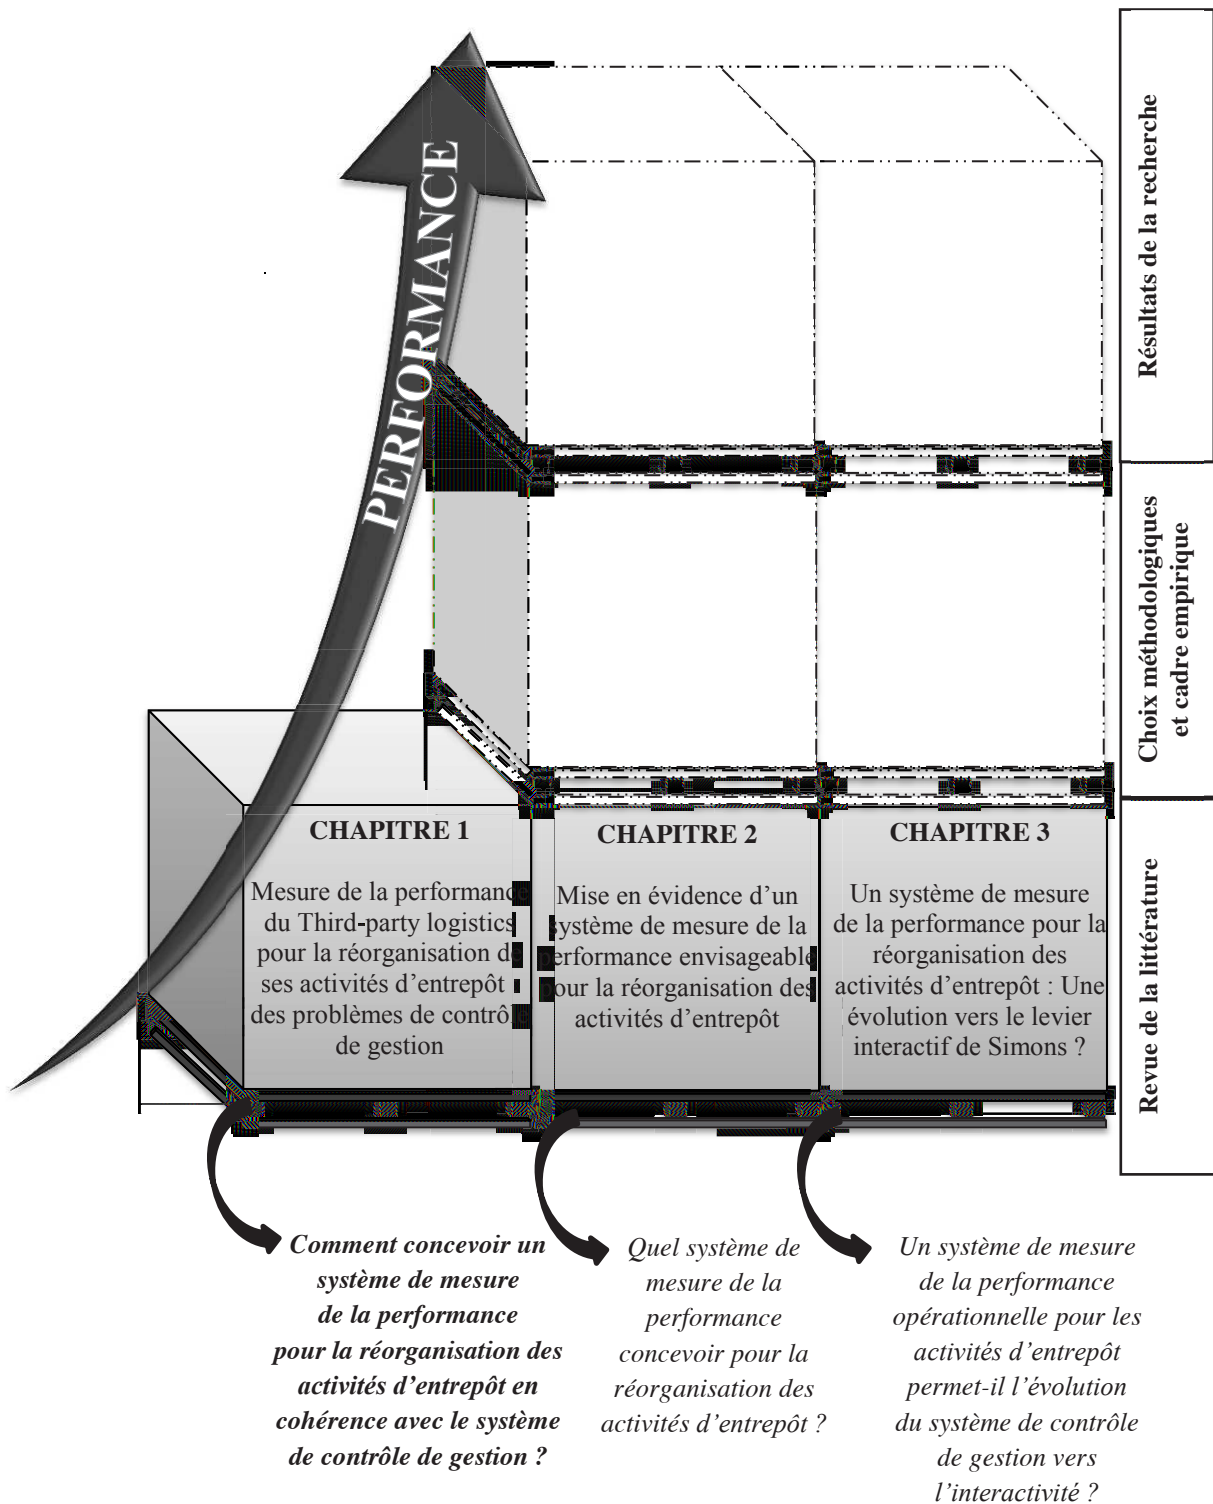 PERFORMANCE
Résultats de la recherche
Choix méthodologiques
et cadre empirique
Revue de la littérature
CHAPITRE 1
Mesure de la performance
du Third-party logistics
pour la réorganisation de
ses activités d’entrepôt
des problèmes de contrôle
de gestion
CHAPITRE 2
Mise en évidence d’un
système de mesure de la
performance envisageable
pour la réorganisation des
activités d’entrepôt
CHAPITRE 3
Un système de mesure
de la performance pour la
réorganisation des
activités d’entrepôt : Une
évolution vers le levier
interactif de Simons ?
Comment concevoir un
système de mesure
de la performance
pour la réorganisation des
activités d’entrepôt en
cohérence avec le système
de contrôle de gestion ?
Quel système de
mesure de la
performance
concevoir pour la
réorganisation des
activités d’entrepôt ?
Un système de mesure
de la performance
opérationnelle pour les
activités d’entrepôt
permet-il l’évolution
du système de contrôle
de gestion vers
l’interactivité ?